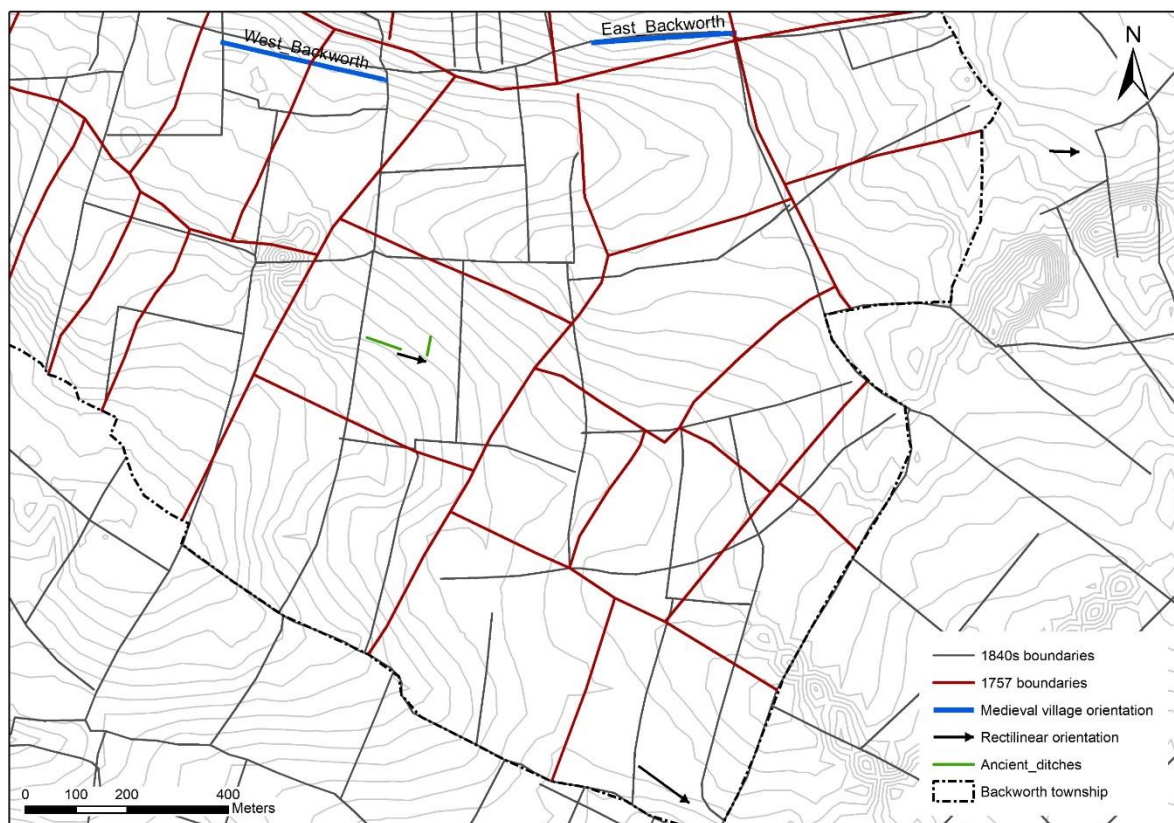 West_Backworth
East_Backworth
N
1840s boundaries
1757 boundaries
Medieval village orientation
Rectilinear orientation
Ancient_ditches
Backworth township
0 100 200 400
Meters